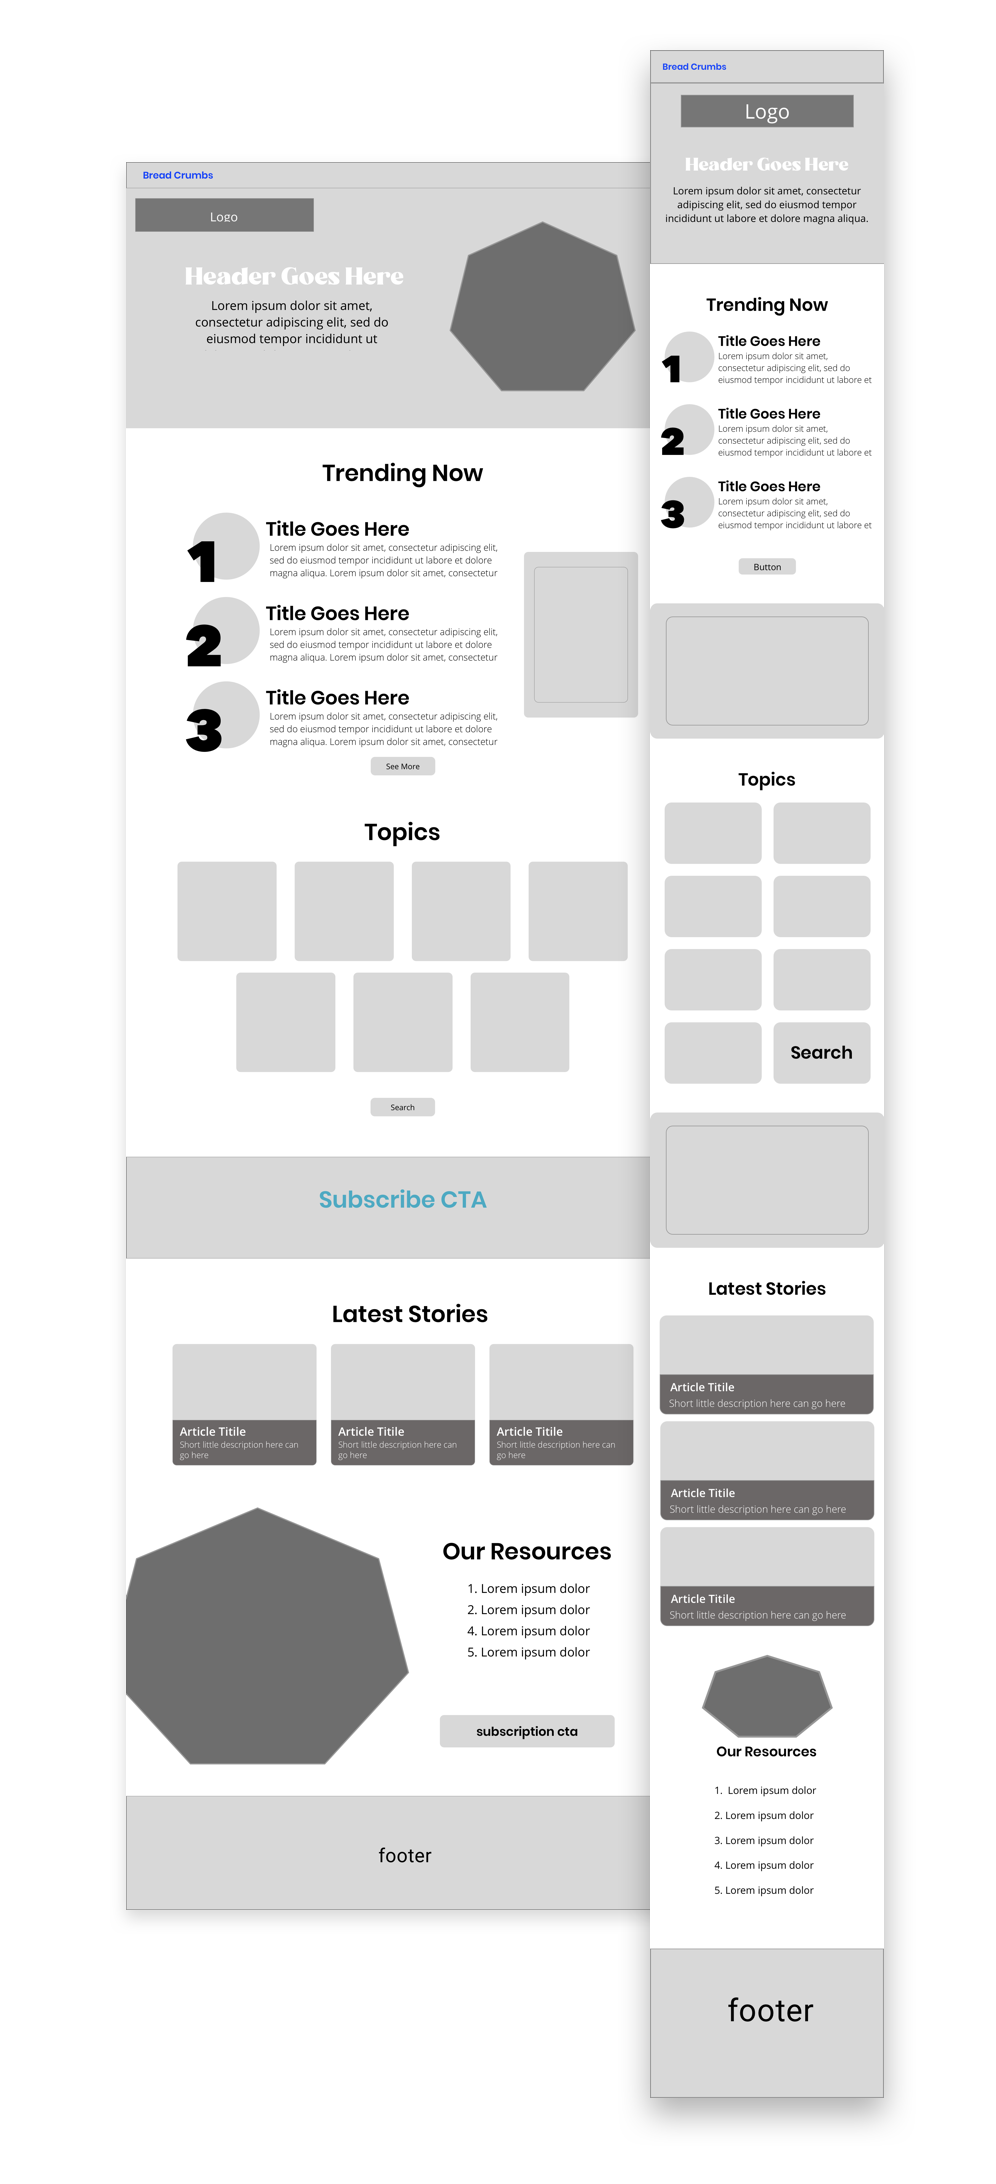 Bread Crumbs
Logo
Header Goes Here
Lorem ipsum dolor sit amet,
consectetur adipiscing elit, sed do
eiusmod tempor incididunt ut
Trending Now
1
Title Goes Here
Lorem ipsum dolor sit amet, consectetur adipiscing elit,
sed do eiusmod tempor incididunt ut labore et dolore
magna aliqua. Lorem ipsum dolor sit amet, consectetur
2
Title Goes Here
Lorem ipsum dolor sit amet, consectetur adipiscing elit,
sed do eiusmod tempor incididunt ut labore et dolore
magna aliqua. Lorem ipsum dolor sit amet, consectetur
3
Title Goes Here
Lorem ipsum dolor sit amet, consectetur adipiscing elit,
sed do eiusmod tempor incididunt ut labore et dolore
magna aliqua. Lorem ipsum dolor sit amet, consectetur
See More
Topics
Search
Subscribe CTA
Latest Stories
Article Titile
Short little description here can
go here
Article Titile
Short little description here can
go here
Article Titile
Short little description here can
go here
Our Resources
1. Lorem ipsum dolor
2. Lorem ipsum dolor
4. Lorem ipsum dolor
5. Lorem ipsum dolor
subscription cta
footer
Bread Crumbs
Logo
Header Goes Here
Lorem ipsum dolor sit amet, consectetur
adipiscing elit, sed do eiusmod tempor
incididunt ut labore et dolore magna aliqua.
Trending Now
1
Title Goes Here
Lorem ipsum dolor sit amet,
consectetur adipiscing elit, sed do
eiusmod tempor incididunt ut labore et
2
Title Goes Here
Lorem ipsum dolor sit amet,
consectetur adipiscing elit, sed do
eiusmod tempor incididunt ut labore et
3
Title Goes Here
Lorem ipsum dolor sit amet,
consectetur adipiscing elit, sed do
eiusmod tempor incididunt ut labore et
Button
Topics
Search
Latest Stories
Article Titile
Short little description here can go here
Article Titile
Short little description here can go here
Article Titile
Short little description here can go here
Our Resources
1. Lorem ipsum dolor
2. Lorem ipsum dolor
3. Lorem ipsum dolor
4. Lorem ipsum dolor
5. Lorem ipsum dolor
footer